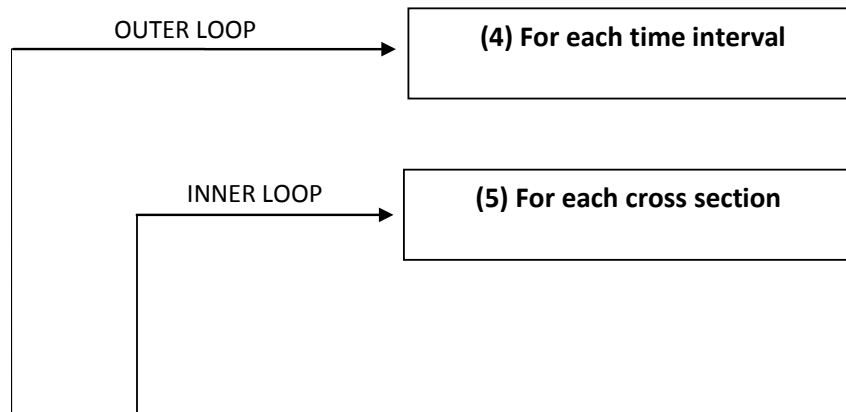 OUTER LOOP
(4) For each time interval
INNER LOOP
(5) For each cross section